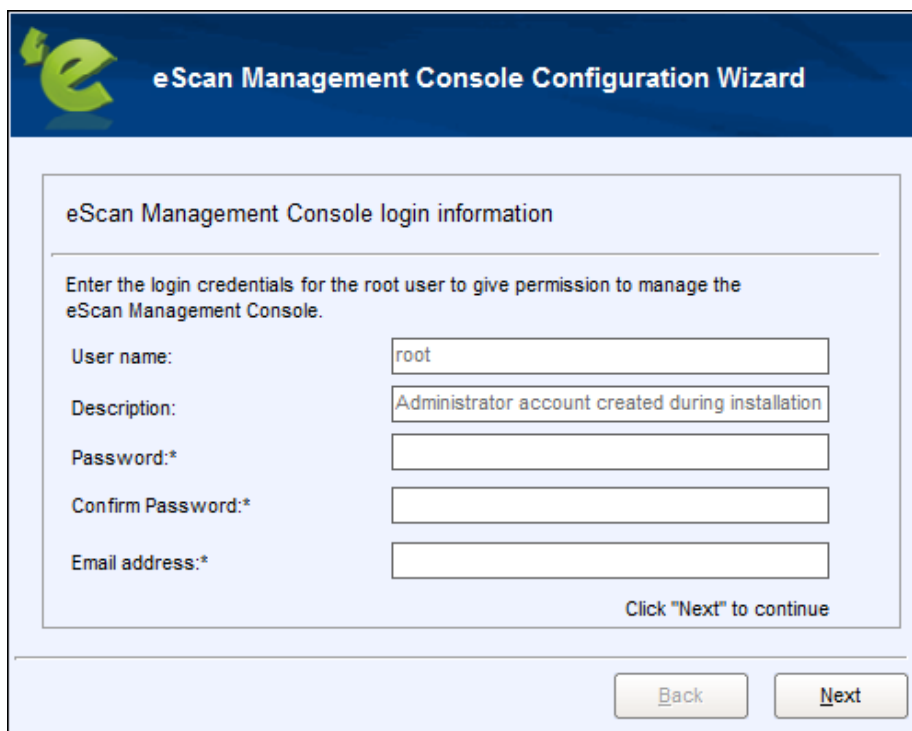 eScan Management Console Configuration Wizard
eScan Management Console login information
Enter the login credentials for the root user to give permission to manage the
eScan Management Console.
User name:
root
Description:
Administrator account created during installation
Password:*
Confirm Password:*
Email address:*
Click "Next" to continue
Back
Next